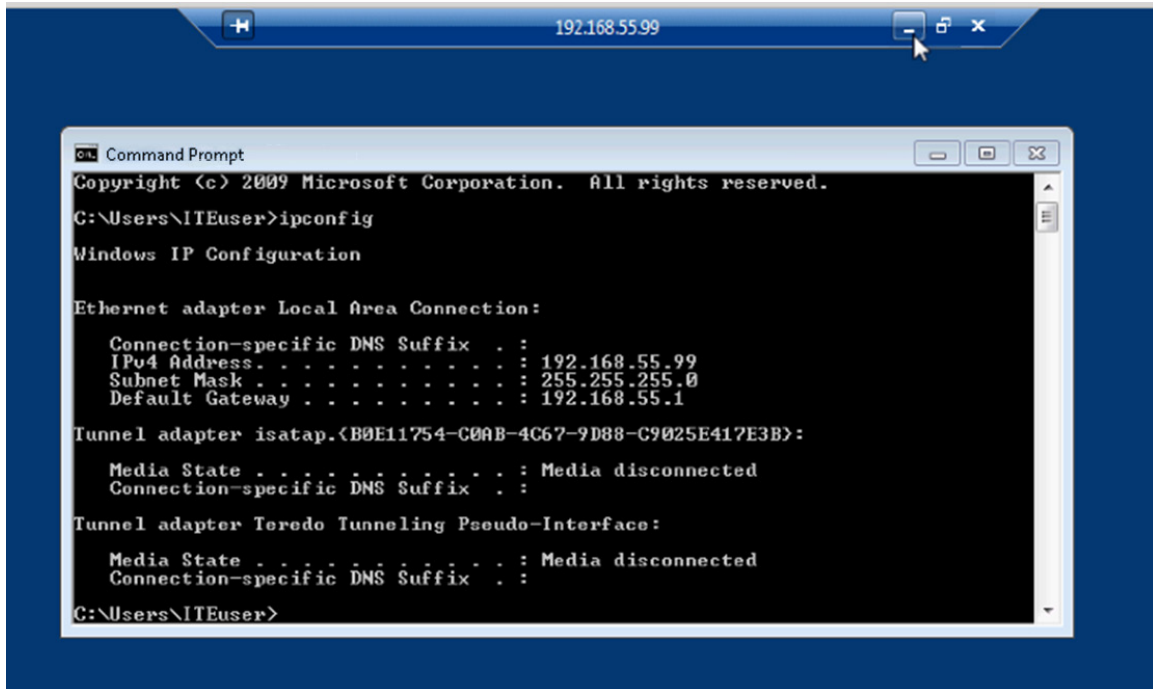 192.168.55.99
Command Prompt
Copyright (c) 2009 Microsoft Corporation.  All rights reserved.
C:\Users\ITEuser>ipconfig
Windows IP Configuration
Ethernet adapter Local Area Connection:
   Connection-specific DNS Suffix  . :
   IPv4 Address. . . . . . . . . . . : 192.168.55.99
   Subnet Mask . . . . . . . . . . . : 255.255.255.0
   Default Gateway . . . . . . . . . : 192.168.55.1
Tunnel adapter isatap.{B0E11754-C0AB-4C67-9D88-C9025E417E3B}:
   Media State . . . . . . . . . . . : Media disconnected
   Connection-specific DNS Suffix  . :
Tunnel adapter Teredo Tunneling Pseudo-Interface:
   Media State . . . . . . . . . . . : Media disconnected
   Connection-specific DNS Suffix  . :
C:\Users\ITEuser>